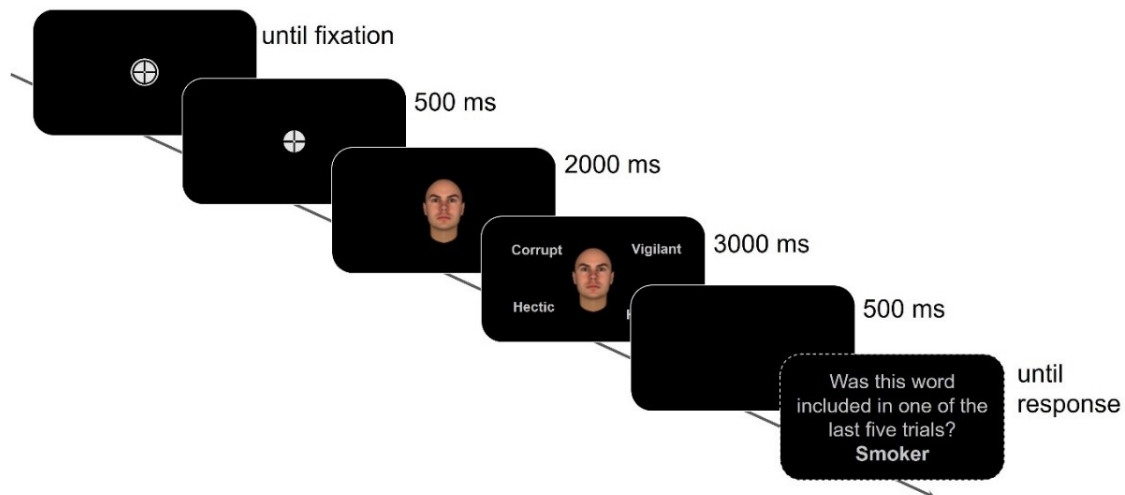 until fixation
500 ms
2000 ms
Corrupt
Vigilant
3000 ms
Hectic
500 ms
Was this word
included in one of the
last five trials?
Smoker
until
response